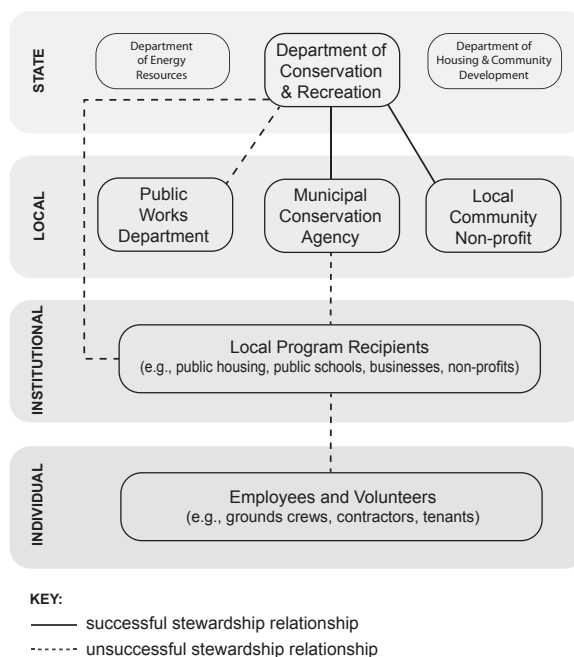 STATE
Department
of Energy
Resources
Department of
Conservation
& Recreation
Department of
Housing & Community
Development
LOCAL
Public
Works
Department
Municipal
Conservation
Agency
Local
Community
Non-profit
INSTITUTIONAL
Local Program Recipients
(e.g., public housing, public schools, businesses, non-profits)
INDIVIDUAL
Employees and Volunteers
(e.g., grounds crews, contractors, tenants)
KEY:
successful stewardship relationship
unsuccessful stewardship relationship